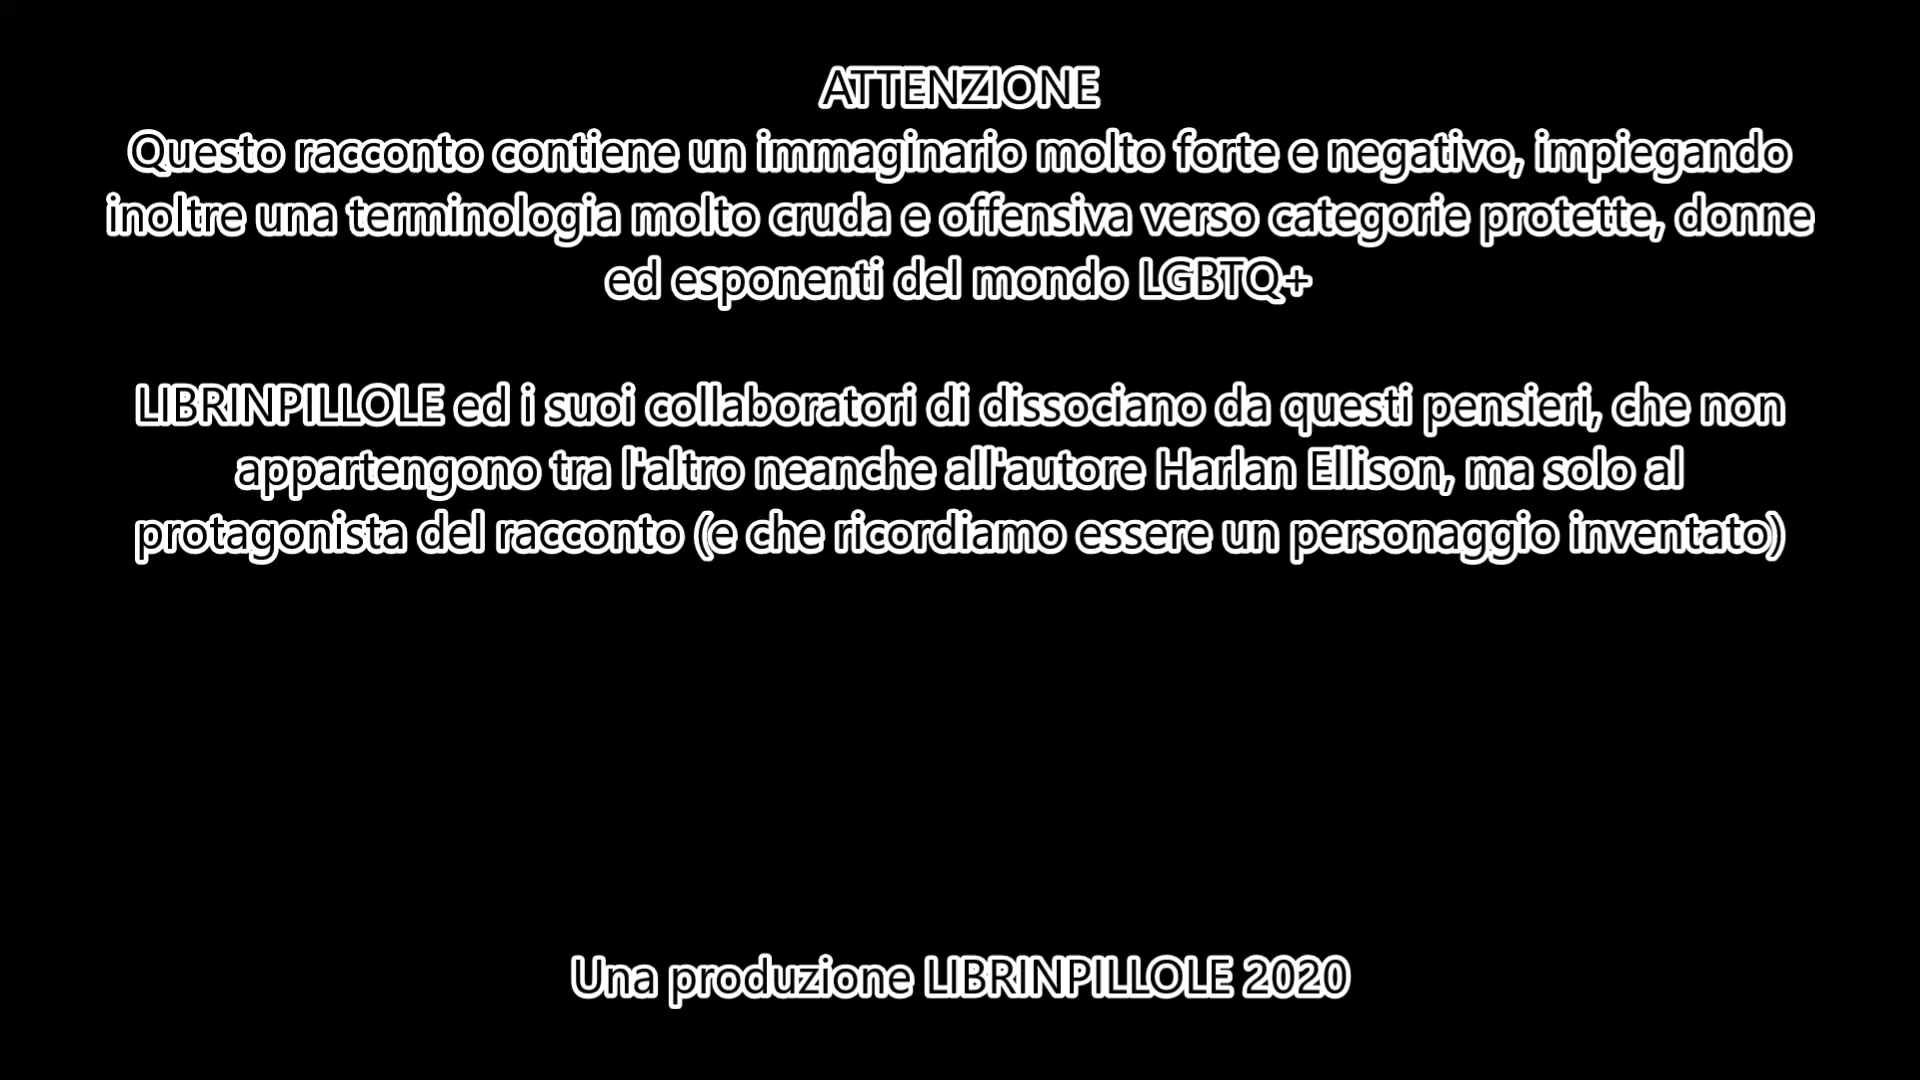 ATTENZIONE
Questo racconto contiene un immaginario molto forte e negativo, impiegando
inoltre una terminologia molto cruda e offensiva verso categorie protette, donne
ed esponenti del mondo LGBTQ+
LIBRINPILLOLE ed i suoi collaboratori di dissociano da questi pensieri, che non
appartengono tra l'altro neanche all'autore Harlan Ellison, ma solo al
protagonista del racconto (e che ricordiamo essere un personaggio inventato)
Una produzione LIBRINPILLOLE 2020